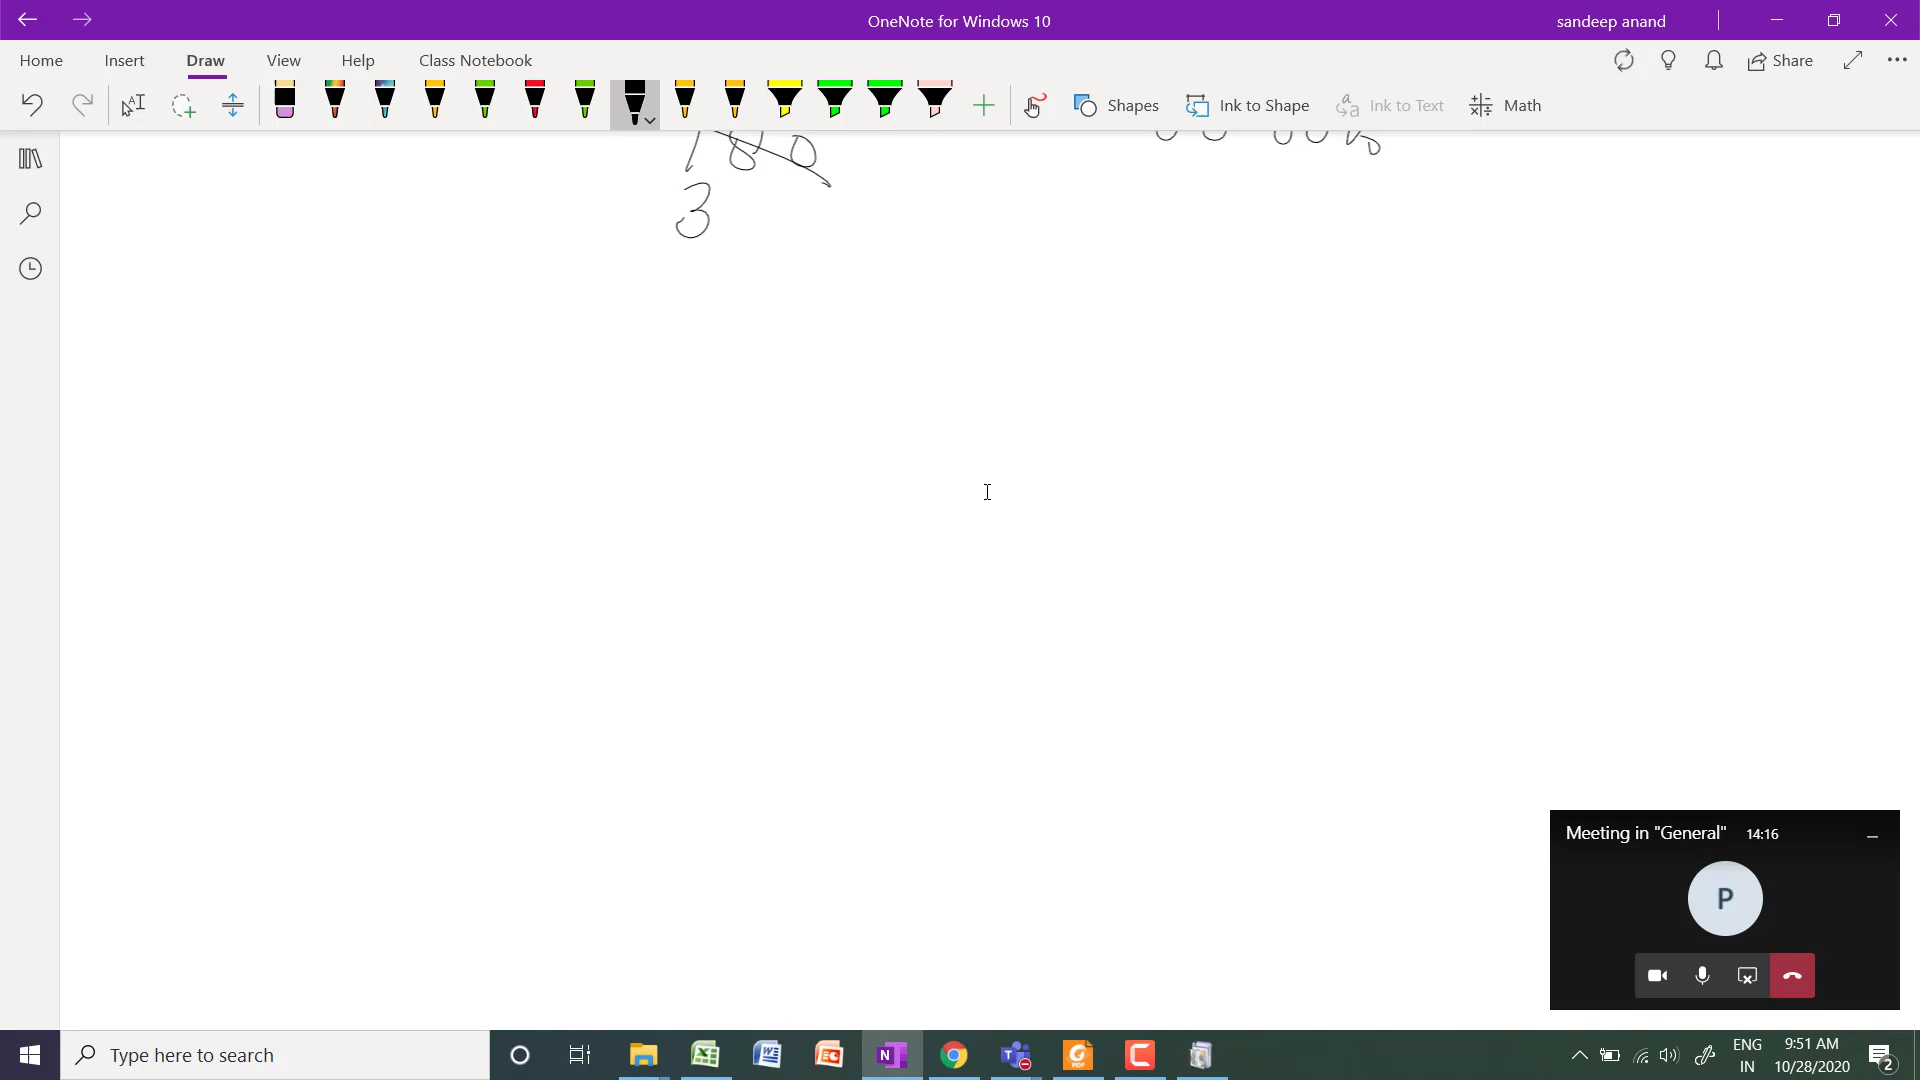 OneNote for Windows 10
sandeep anand
Home
Insert
Draw
View
Help
Class Notebook
Share
Shapes
Ink to Shape
Ink to Text
Math
180
3
Meeting in "General" 14:16
P
Type here to search
ENG
IN
9:51 AM
10/28/2020
2